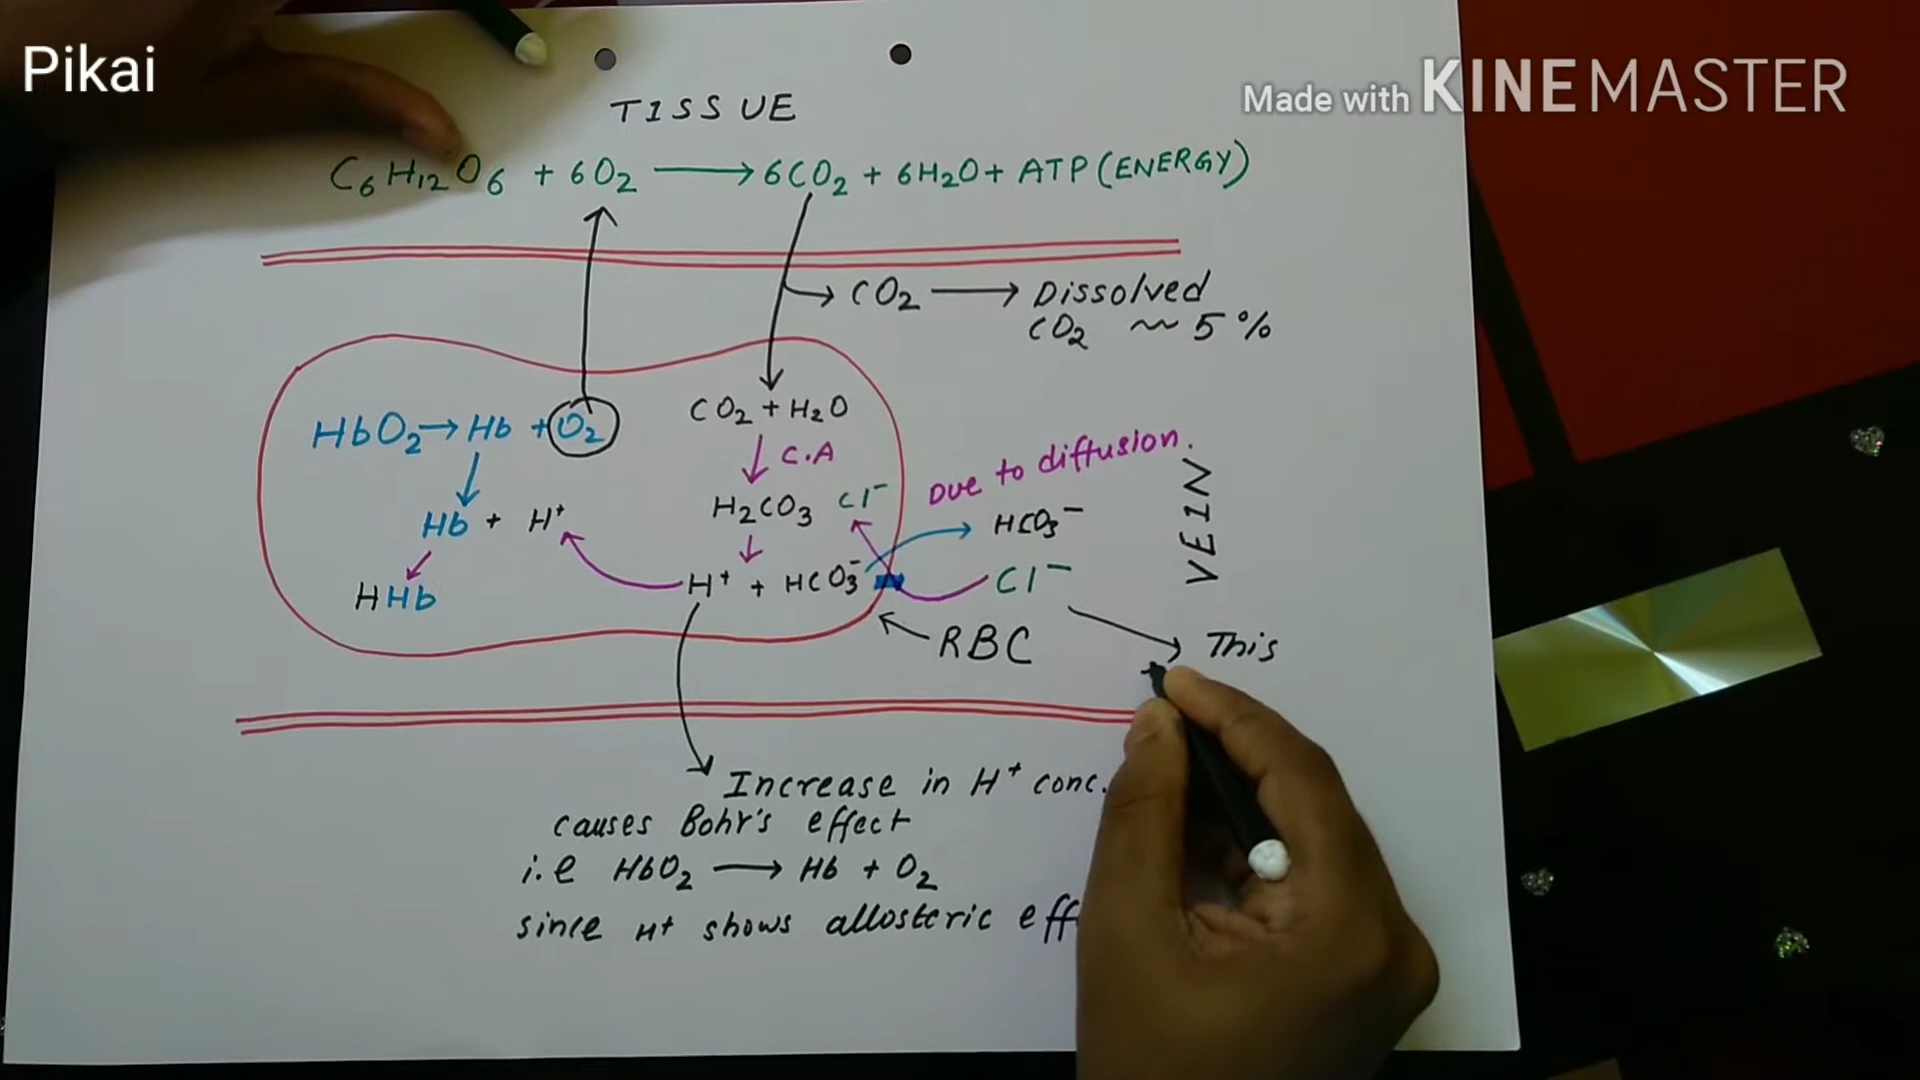 Pikai
Made with KINEMASTER
TISSUE
C6H12O6 + 6O2 → 6CO2 + 6H2O + ATP (ENERGY)
CO2 → Dissolved
CO2 ~ 5%
HbO2 → Hb + O2
CO2 + H2O
C.A
Due to diffusion.
H2CO3 Cl-
Hb + H+
HCO3-
VEIN
HHb
H+ + HCO3-
Cl-
RBC
This
Increase in H+ conc.
causes Bohr's effect
i.e HbO2 → Hb + O2
since H+ shows allosteric eff